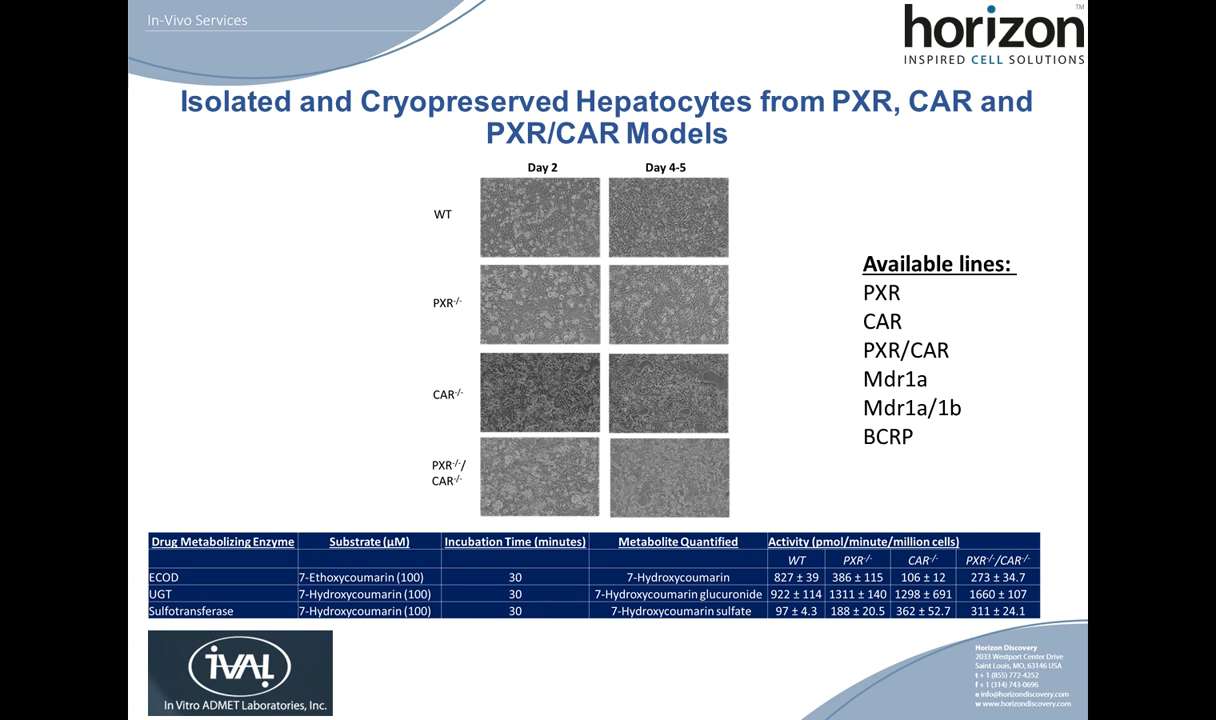 In-Vivo Services
horizon™
INSPIRED CELL SOLUTIONS
Isolated and Cryopreserved Hepatocytes from PXR, CAR and
PXR/CAR Models
Day 2 Day 4-5
WT
PXR-/-
CAR-/-
PXR-/-/
CAR-/-
Available lines:
PXR
CAR
PXR/CAR
Mdr1a
Mdr1a/1b
BCRP
Drug Metabolizing Enzyme Substrate (μM) Incubation Time (minutes) Metabolite Quantified Activity (pmol/minute/million cells)
WT PXR-/- CAR-/- PXR-/-/CAR-/-
ECOD 7-Ethoxycoumarin (100) 30 7-Hydroxycoumarin 827 ± 39 386 ± 115 106 ± 12 273 ± 34.7
UGT 7-Hydroxycoumarin (100) 30 7-Hydroxycoumarin glucuronide 922 ± 114 1311 ± 140 1298 ± 691 1660 ± 107
Sulfotransferase 7-Hydroxycoumarin (100) 30 7-Hydroxycoumarin sulfate 97 ± 4.3 188 ± 20.5 362 ± 52.7 311 ± 24.1
iVAL
In Vitro ADMET Laboratories, Inc.
Horizon Discovery
2033 Westport Center Drive
Saint Louis, MO, 63146 USA
t + 1 (855) 772-4252
f + 1 (314) 743-0696
e info@horizondiscovery.com
w www.horizondiscovery.com